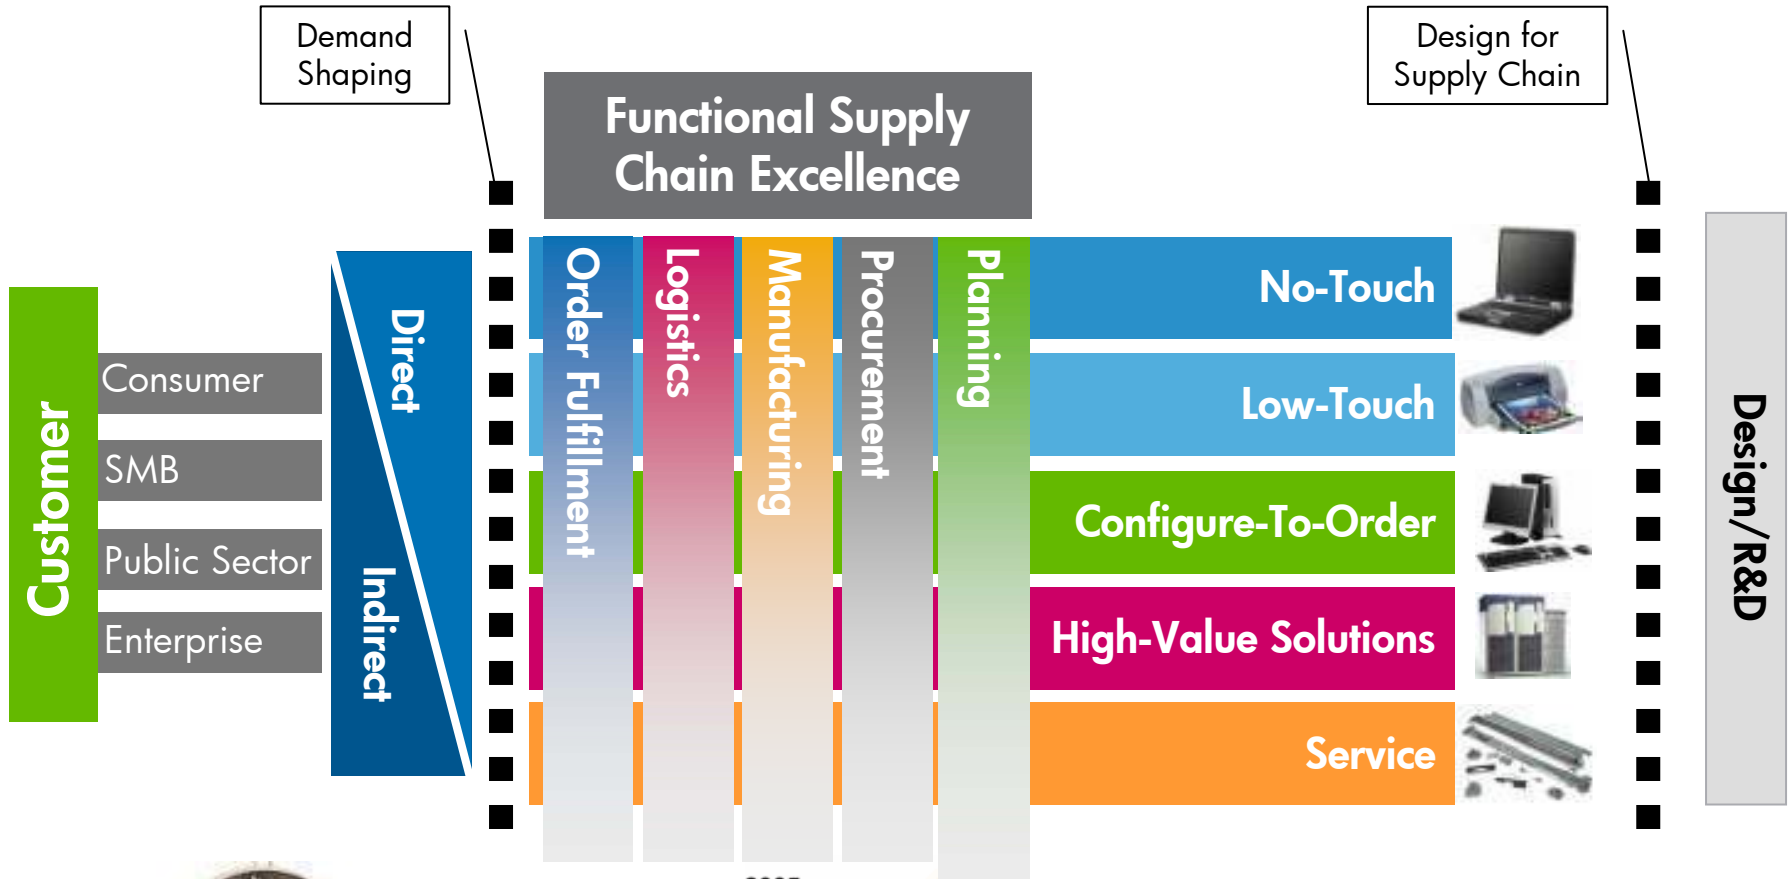 Demand
Shaping
Design for
Supply Chain
Functional Supply
Chain Excellence
Customer
Consumer
SMB
Public Sector
Enterprise
Direct
Indirect
Order Fulfillment
Logistics
Manufacturing
Procurement
Planning
No-Touch
Low-Touch
Configure-To-Order
High-Value Solutions
Service
Design/R&D